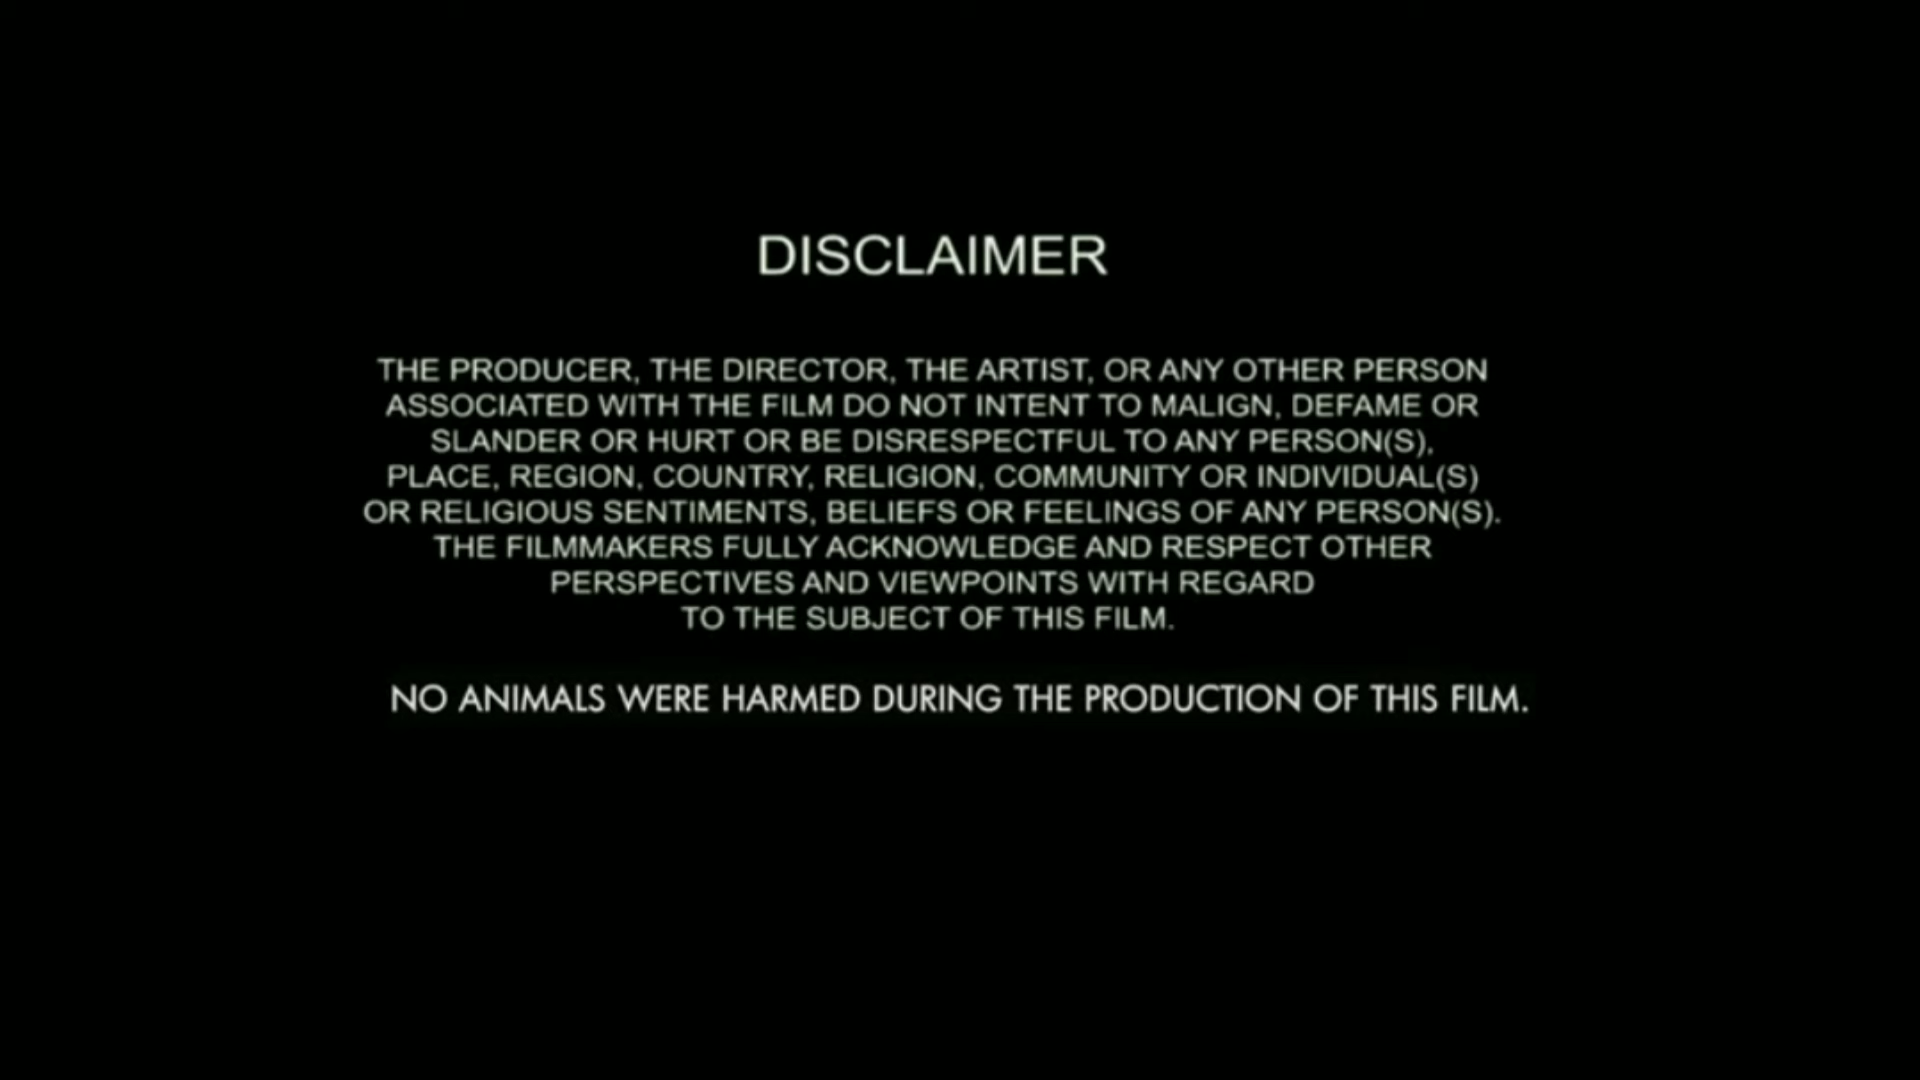 DISCLAIMER
THE PRODUCER, THE DIRECTOR, THE ARTIST, OR ANY OTHER PERSON
ASSOCIATED WITH THE FILM DO NOT INTENT TO MALIGN, DEFAME OR
SLANDER OR HURT OR BE DISRESPECTFUL TO ANY PERSON(S),
PLACE, REGION, COUNTRY, RELIGION, COMMUNITY OR INDIVIDUAL(S)
OR RELIGIOUS SENTIMENTS, BELIEFS OR FEELINGS OF ANY PERSON(S).
THE FILMMAKERS FULLY ACKNOWLEDGE AND RESPECT OTHER
PERSPECTIVES AND VIEWPOINTS WITH REGARD
TO THE SUBJECT OF THIS FILM.
NO ANIMALS WERE HARMED DURING THE PRODUCTION OF THIS FILM.